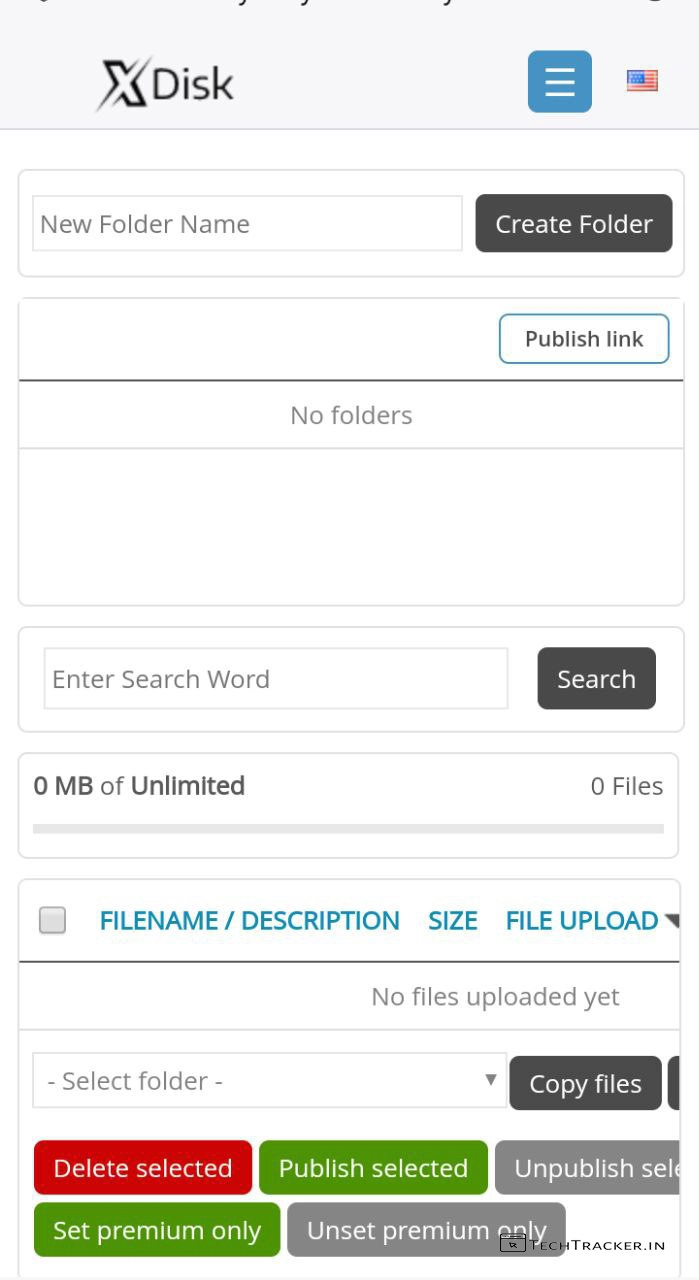 XDisk
New Folder Name
Create Folder
Publish link
No folders
Enter Search Word
Search
0 MB of Unlimited
0 Files
FILENAME / DESCRIPTION SIZE FILE UPLOAD
No files uploaded yet
- Select folder -
Copy files
Delete selected
Publish selected
Unpublish sele
Set premium only
Unset premium only
TECHTRACKER.IN